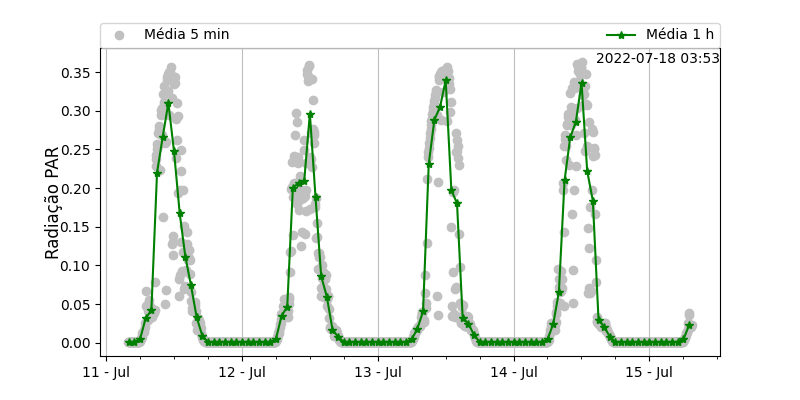 Média 5 min
Média 1 h
2022-07-18 03:53
Radiação PAR
0.35
0.30
0.25
0.20
0.15
0.10
0.05
0.00
11 - Jul
12 - Jul
13 - Jul
14 - Jul
15 - Jul